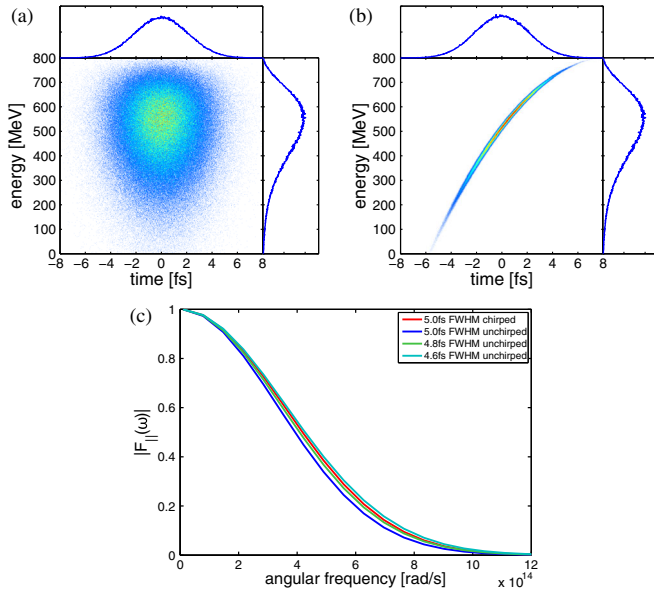 (a)
(b)
800
700
600
500
400
300
200
100
0
energy [MeV]
−8 −6 −4 −2 0 2 4 6 8
time [fs]
800
700
600
500
400
300
200
100
0
energy [MeV]
−8 −6 −4 −2 0 2 4 6 8
time [fs]
(c)
5.0fs FWHM chirped
5.0fs FWHM unchirped
4.8fs FWHM unchirped
4.6fs FWHM unchirped
1
0.8
0.6
0.4
0.2
0
|F||(ω)|
0 2 4 6 8 10 12
angular frequency [rad/s]
x 10^14